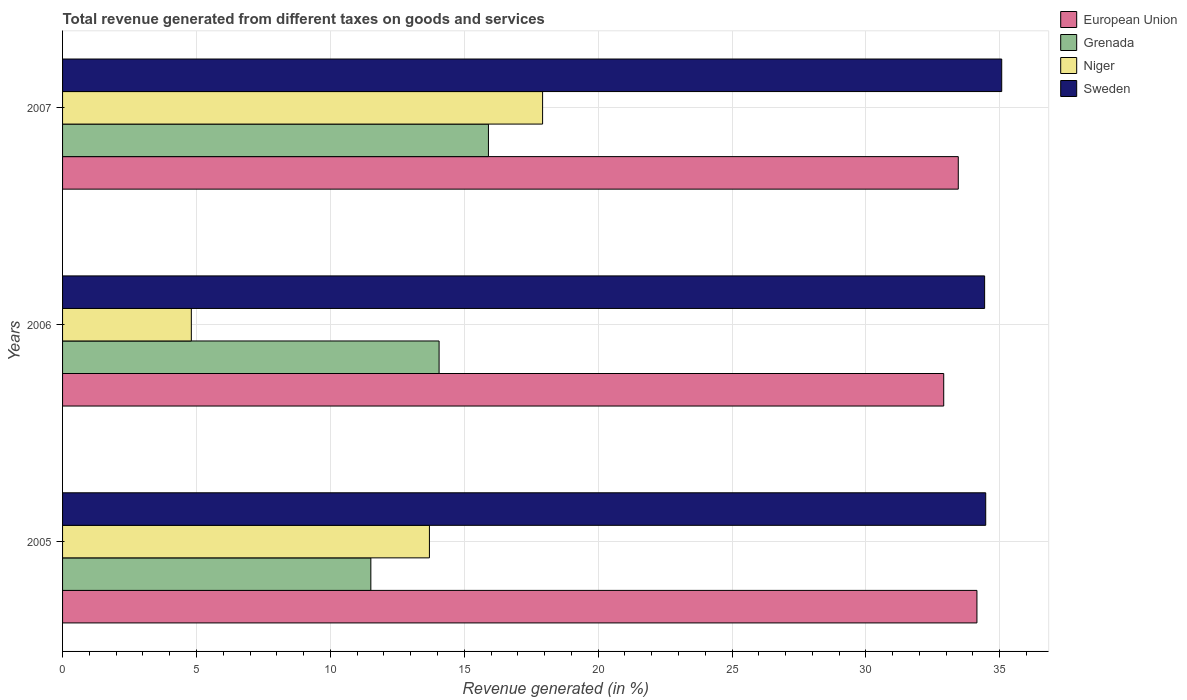 Total revenue generated from different taxes on goods and services
European Union
Grenada
Niger
Sweden
2007
2006
2005
Years
0
5
10
15
20
25
30
35
Revenue generated (in %)